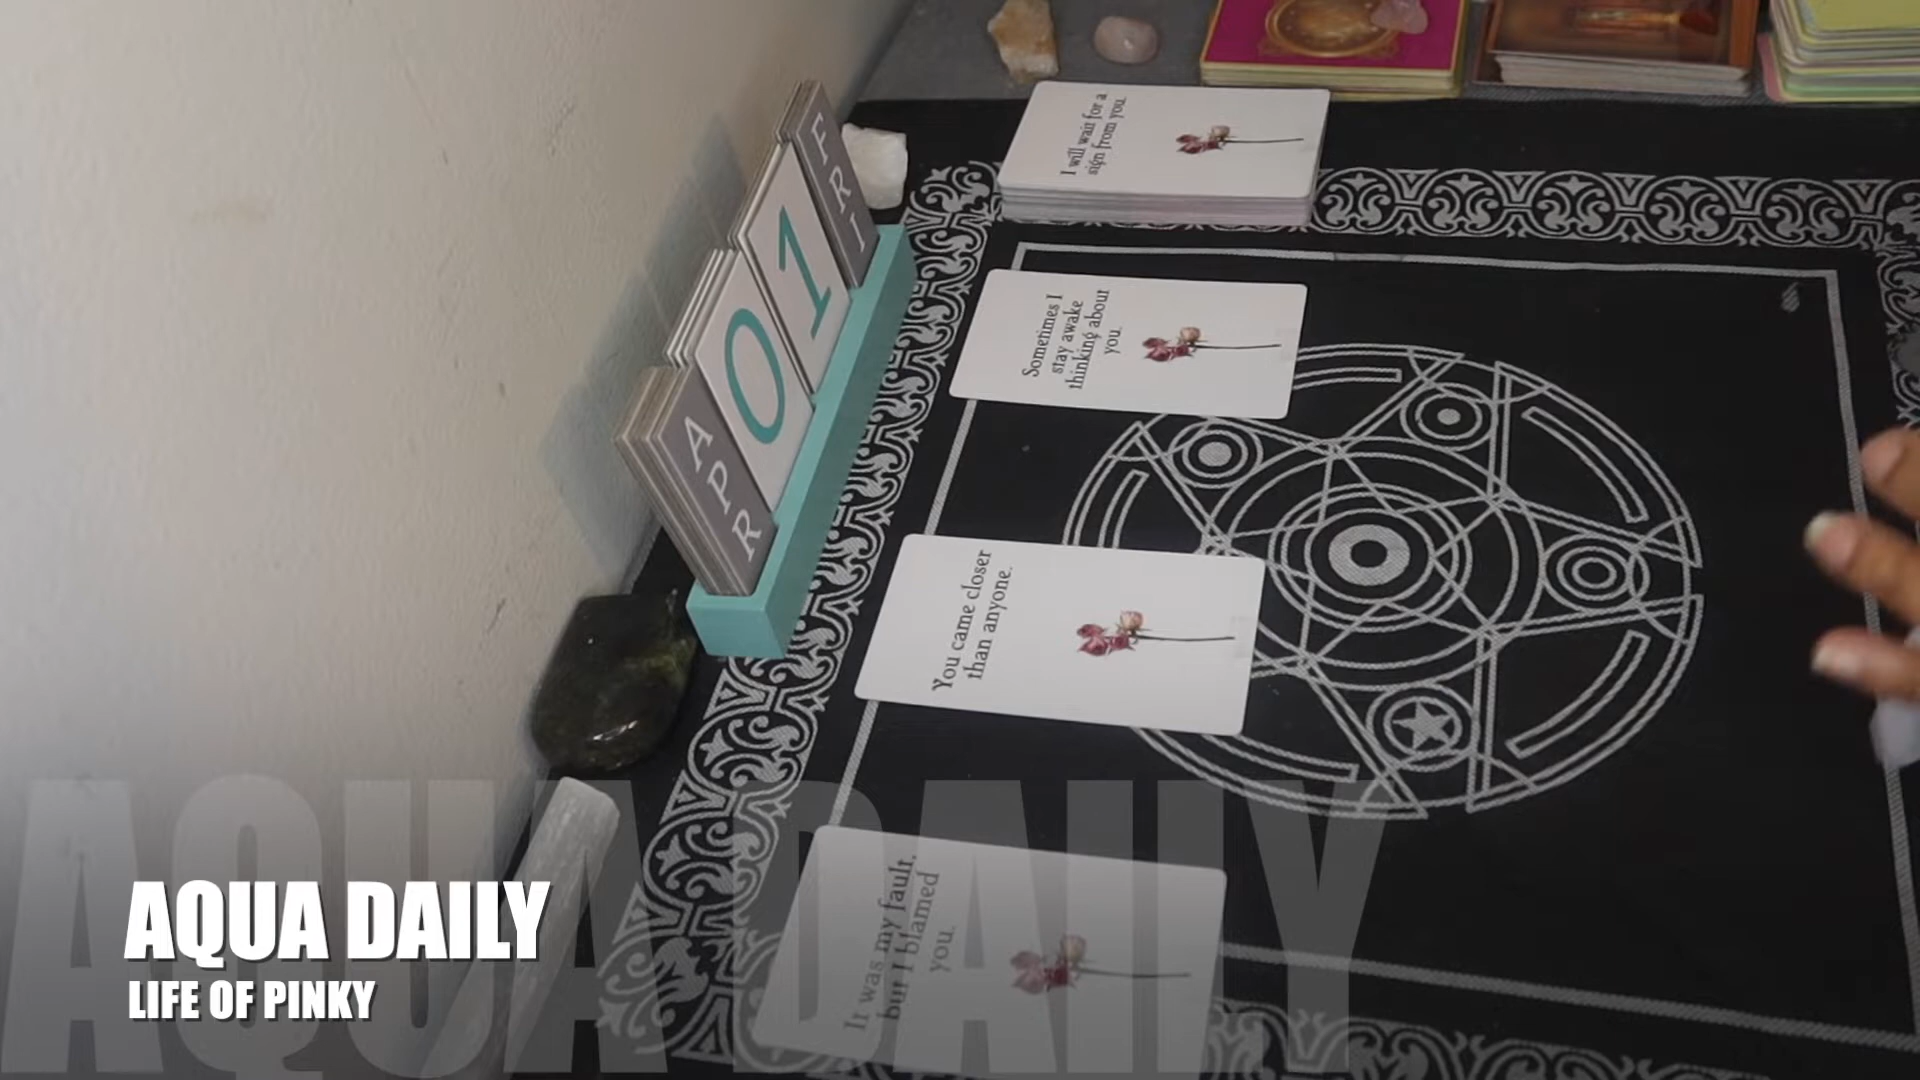 I will wait for a
sign from you.
Sometimes I
stay awake
thinking about
you.
You came closer
than anyone.
It was my fault,
but I blamed
you.
APR
01
FRI
AQUA DAILY
AQUA DAILY
LIFE OF PINKY